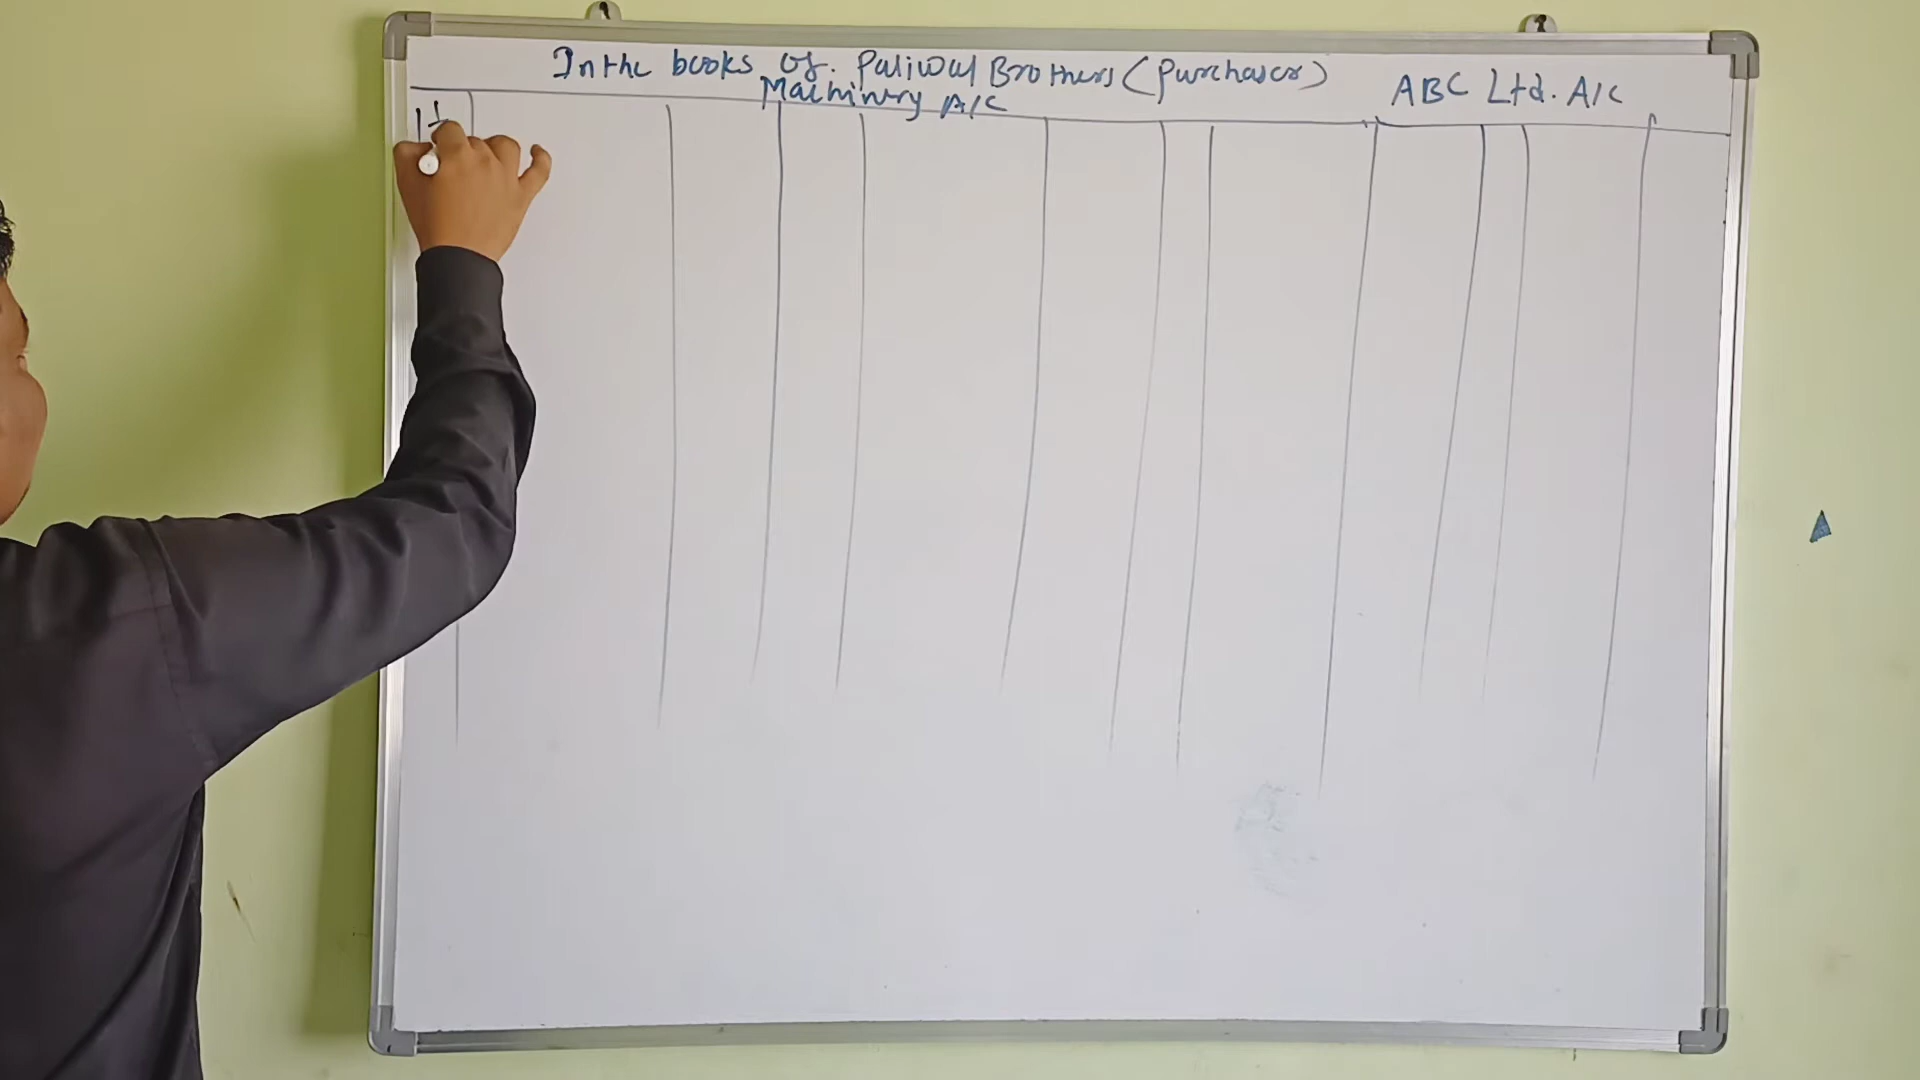 In the books of. Paliwal Brothers (Purchaser)
Machinery A/C
ABC Ltd. A/C